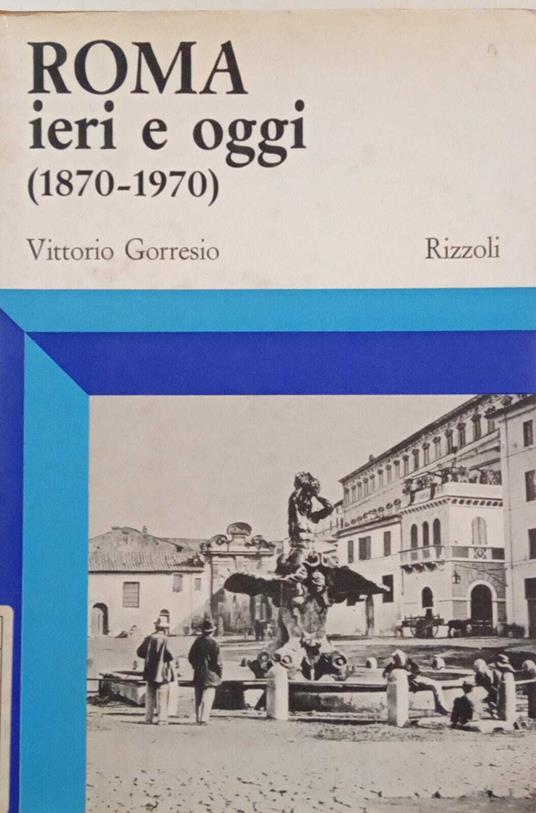 ROMA
ieri e oggi
(1870-1970)
Vittorio Gorresio Rizzoli